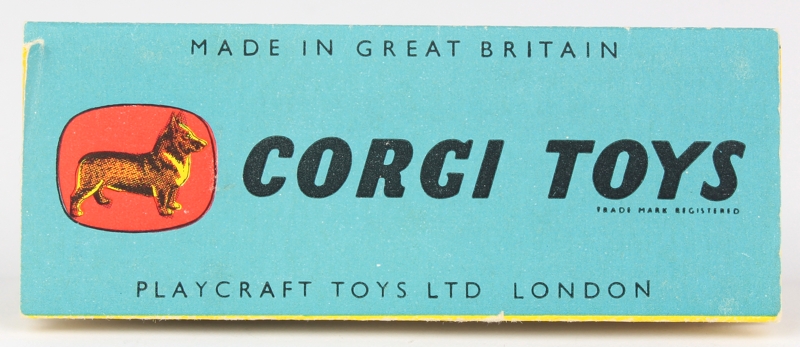 MADE IN GREAT BRITAIN
CORGI TOYS
TRADE MARK REGISTERED
PLAYCRAFT TOYS LTD LONDON